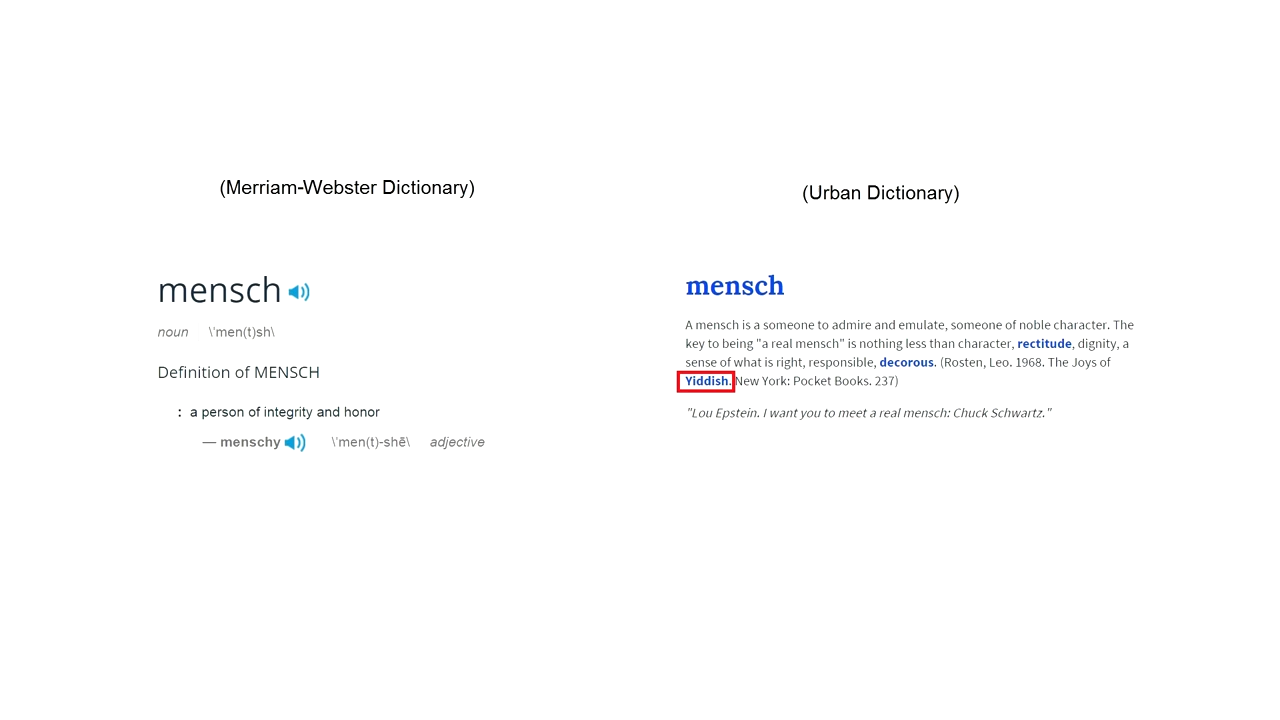 (Merriam-Webster Dictionary)
mensch
noun \ˈmen(t)sh\
Definition of MENSCH
: a person of integrity and honor
— menschy \ˈmen(t)-shē\ adjective
(Urban Dictionary)
mensch
A mensch is a someone to admire and emulate, someone of noble character. The
key to being "a real mensch" is nothing less than character, rectitude, dignity, a
sense of what is right, responsible, decorous. (Rosten, Leo. 1968. The Joys of
Yiddish. New York: Pocket Books. 237)
"Lou Epstein. I want you to meet a real mensch: Chuck Schwartz."